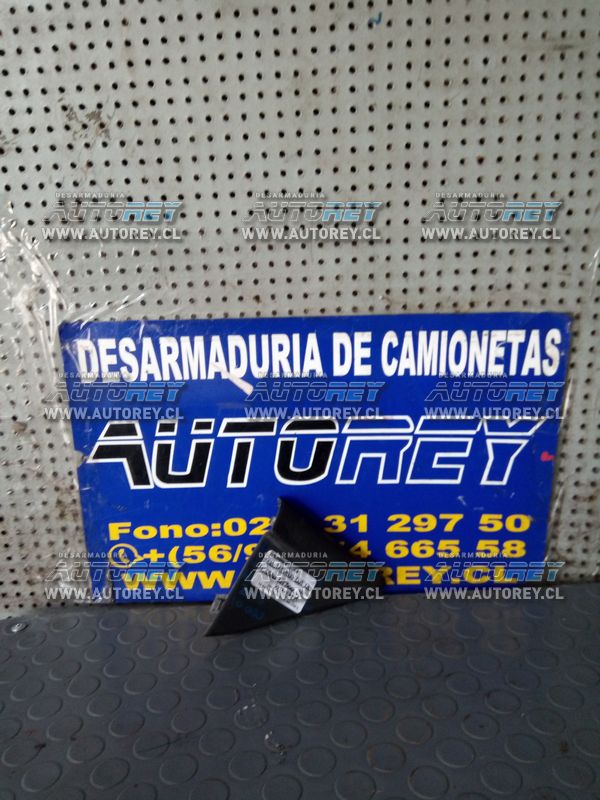 DESARMADURIA DESARMADURIA DESARMADURIA
AUTOREY AUTOREY AUTOREY
WWW.AUTOREY.CL WWW.AUTOREY.CL WWW.AUTOREY.CL
DESARMADURIA DE CAMIONETAS
DESARMADURIA DESARMADURIA DESARMADURIA
AUTOREY AUTOREY AUTOREY
WWW.AUTOREY.CL WWW.AUTOREY.CL WWW.AUTOREY.CL
AUTOREY
Fono:02 31 297 50
+(56/9 4 665 58
DESARMADURIA DESARMADURIA DESARMADURIA
AUTOREY AUTOREY AUTOREY
WWW. OREY.CL
WWW.AUTOREY.CL WWW.AUTOREY.CL WWW.AUTOREY.CL